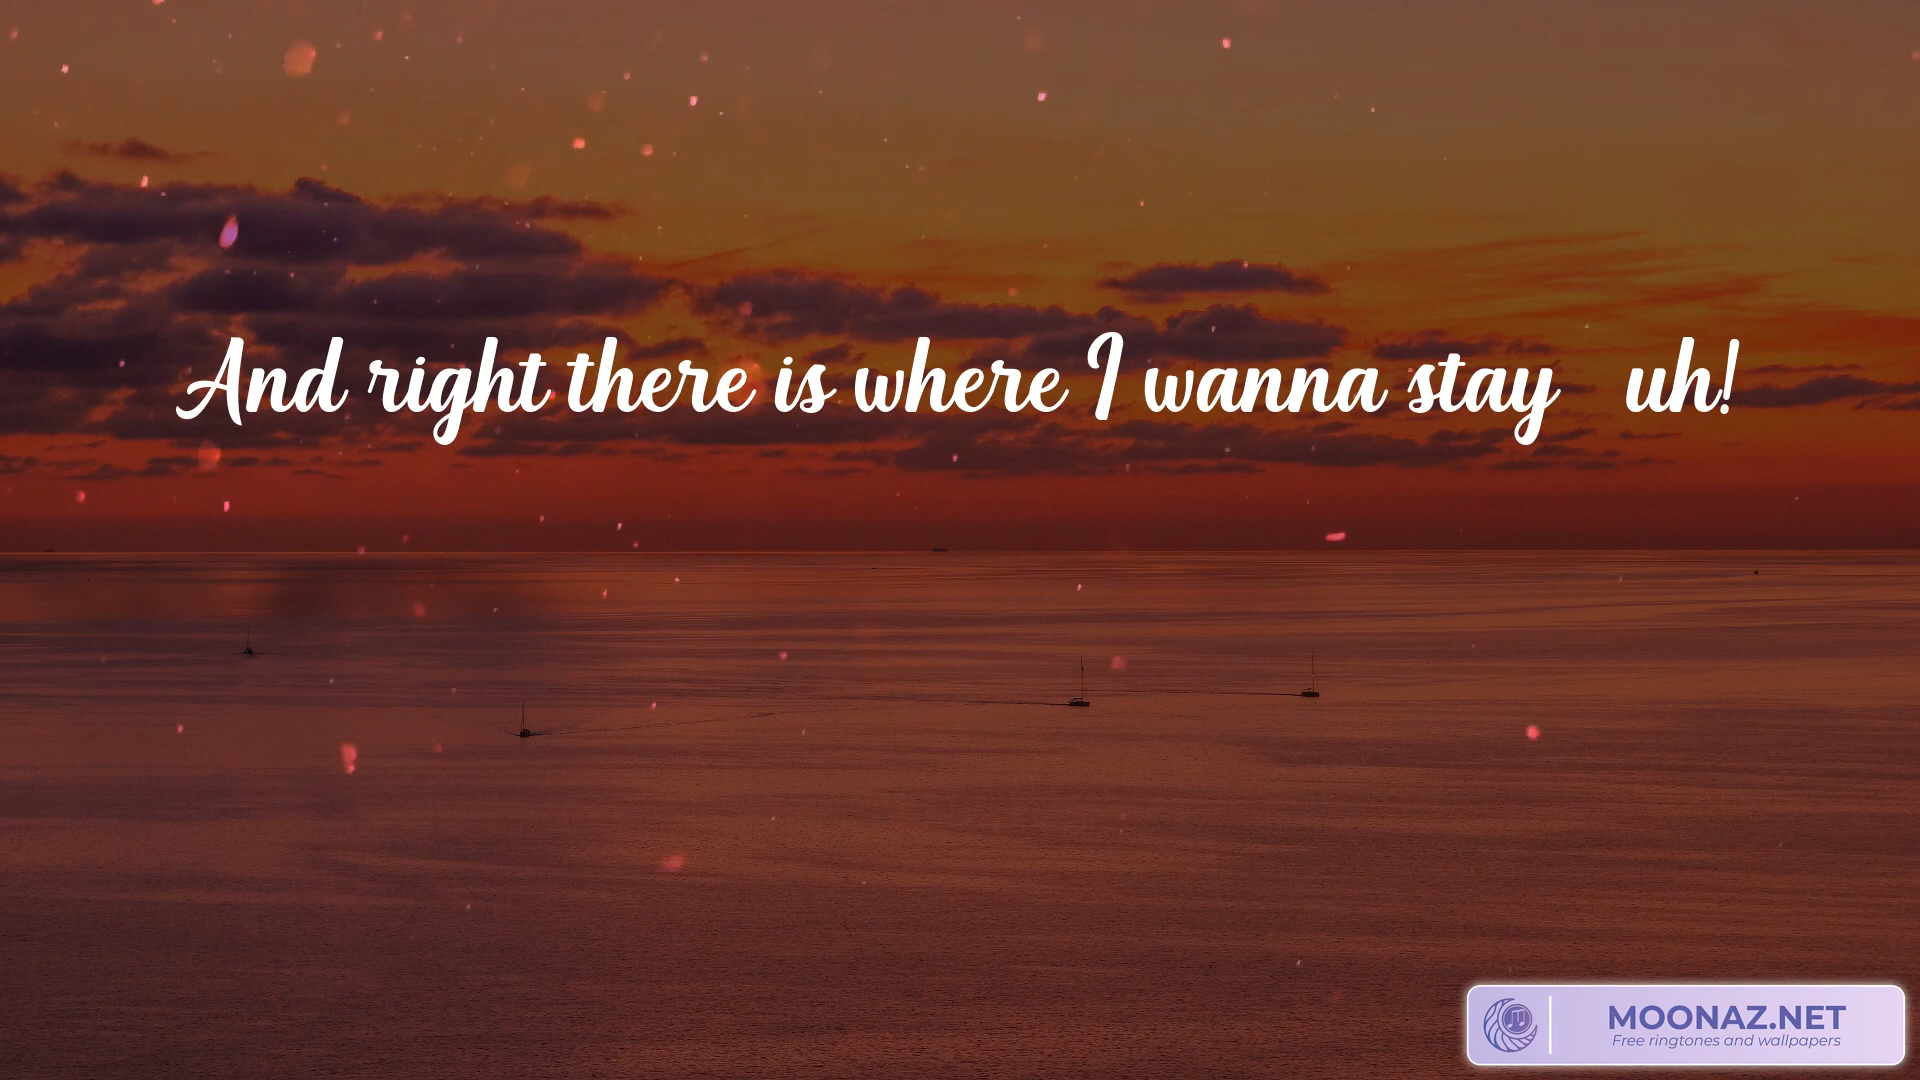 And right there is where I wanna stay uh!
MOONAZ.NET
Free ringtones and wallpapers